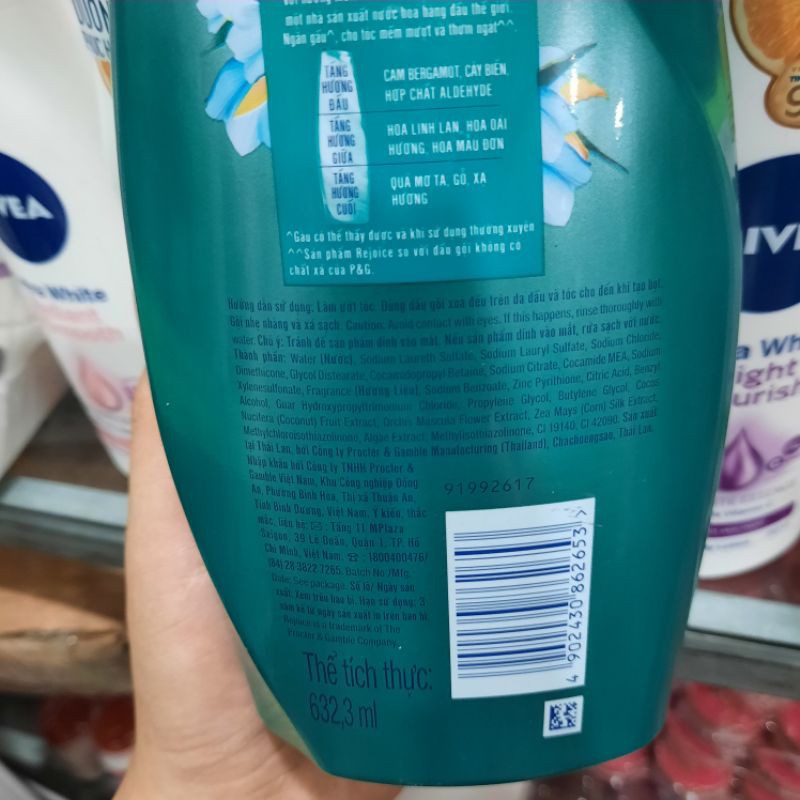 một nhà sản xuất nước hoa hàng đầu thế giới.
Ngăn gàu^, cho tóc mềm mượt và thơm ngát^^
TẦNG HƯƠNG ĐẦU
CAM BERGAMOT, CÂY BIỂN,
HỢP CHẤT ALDEHYDE
TẦNG HƯƠNG GIỮA
HOA LINH LAN, HOA OẢI
HƯƠNG, HOA MẪU ĐƠN
TẦNG HƯƠNG CUỐI
QUẢ MƠ TA, GỖ, XẠ
HƯƠNG
^Gàu có thể thấy được và khi sử dụng thường xuyên
^^Sản phẩm Rejoice so với dầu gội không có
chất xả của P&G.
Hướng dẫn sử dụng: Làm ướt tóc. Dùng dầu gội xoa đều trên da đầu và tóc cho đến khi tạo bọt.
Gội nhẹ nhàng và xả sạch. Caution: Avoid contact with eyes. If this happens, rinse thoroughly with
water. Chú ý: Tránh để sản phẩm dính vào mắt. Nếu sản phẩm dính vào mắt, rửa sạch với nước.
Thành phần: Water (Nước), Sodium Laureth Sulfate, Sodium Lauryl Sulfate, Sodium Chloride,
Dimethicone, Glycol Distearate, Cocamidopropyl Betaine, Sodium Citrate, Cocamide MEA, Sodium
Xylenesulfonate, Fragrance (Hương Liệu), Sodium Benzoate, Zinc Pyrithione, Citric Acid, Benzyl
Alcohol, Guar Hydroxypropyltrimonium Chloride, Propylene Glycol, Butylene Glycol, Cocos
Nucifera (Coconut) Fruit Extract, Orchis Mascula Flower Extract, Zea Mays (Corn) Silk Extract,
Methylchloroisothiazolinone, Algae Extract, Methylisothiazolinone, CI 19140, CI 42090. Sản xuất
tại Thái Lan, bởi Công ty Procter & Gamble Manufacturing (Thailand), Chachoengsao, Thái Lan.
Nhập khẩu bởi Công ty TNHH Procter &
Gamble Việt Nam, Khu Công nghiệp Đồng
An, Phường Bình Hòa, Thị xã Thuận An,
Tỉnh Bình Dương, Việt Nam. Ý kiến, thắc
mắc, liên hệ: ✉: Tầng 11 MPlaza
Saigon, 39 Lê Duẩn, Quận 1, TP. Hồ
Chí Minh, Việt Nam. ☎: 1800400476/
(84) 28 3822 7265. Batch No./Mfg.
Date: See package. Số lô/ Ngày sản
xuất: Xem trên bao bì. Hạn sử dụng: 3
năm kể từ ngày sản xuất in trên bao bì.
Rejoice is a trademark of The
Procter & Gamble Company.
91992617
4 902430 862653
Thể tích thực:
632,3 ml
VEA
White
NIVE
a Wh
ight
ourish